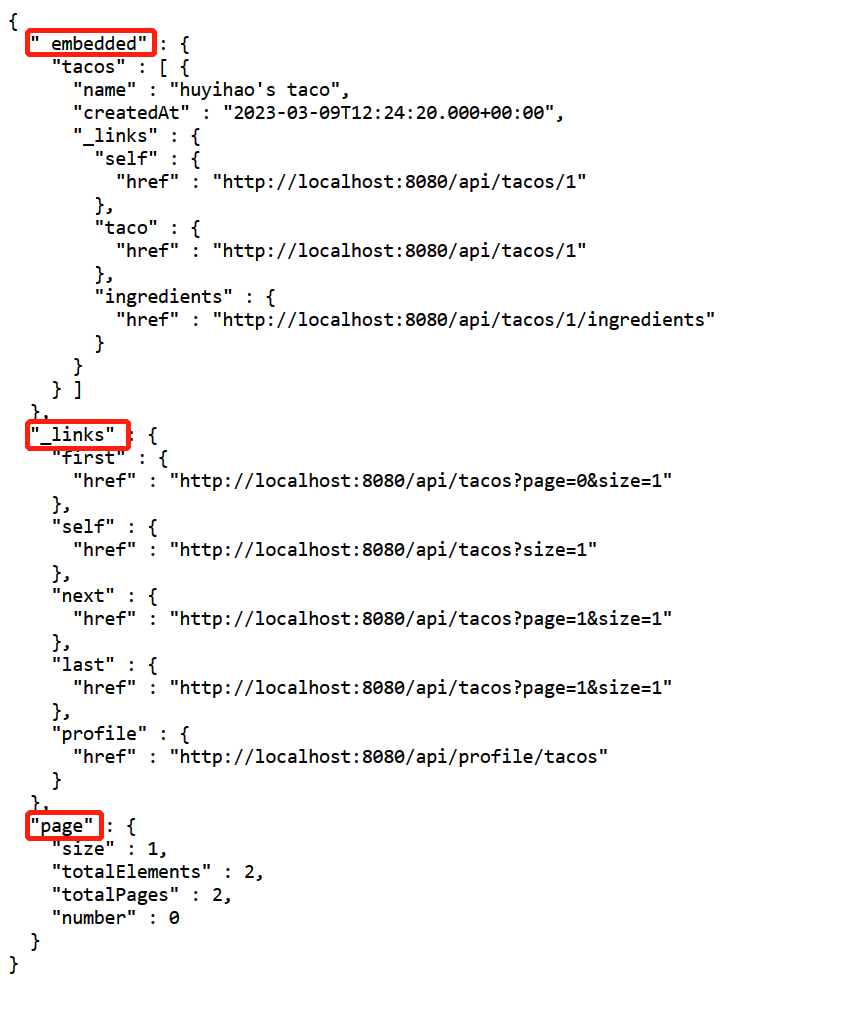 {
  "_embedded" : {
    "tacos" : [ {
      "name" : "huyihao's taco",
      "createdAt" : "2023-03-09T12:24:20.000+00:00",
      "_links" : {
        "self" : {
          "href" : "http://localhost:8080/api/tacos/1"
        },
        "taco" : {
          "href" : "http://localhost:8080/api/tacos/1"
        },
        "ingredients" : {
          "href" : "http://localhost:8080/api/tacos/1/ingredients"
        }
      }
    } ]
  },
  "_links" : {
    "first" : {
      "href" : "http://localhost:8080/api/tacos?page=0&size=1"
    },
    "self" : {
      "href" : "http://localhost:8080/api/tacos?size=1"
    },
    "next" : {
      "href" : "http://localhost:8080/api/tacos?page=1&size=1"
    },
    "last" : {
      "href" : "http://localhost:8080/api/tacos?page=1&size=1"
    },
    "profile" : {
      "href" : "http://localhost:8080/api/profile/tacos"
    }
  },
  "page" : {
    "size" : 1,
    "totalElements" : 2,
    "totalPages" : 2,
    "number" : 0
  }
}